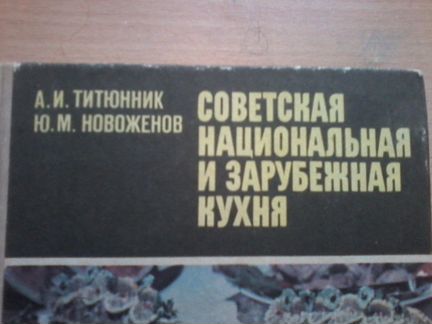 А.И. ТИТЮННИК
Ю.М. НОВОЖЕНОВ
СОВЕТСКАЯ
НАЦИОНАЛЬНАЯ
И ЗАРУБЕЖНАЯ
КУХНЯ